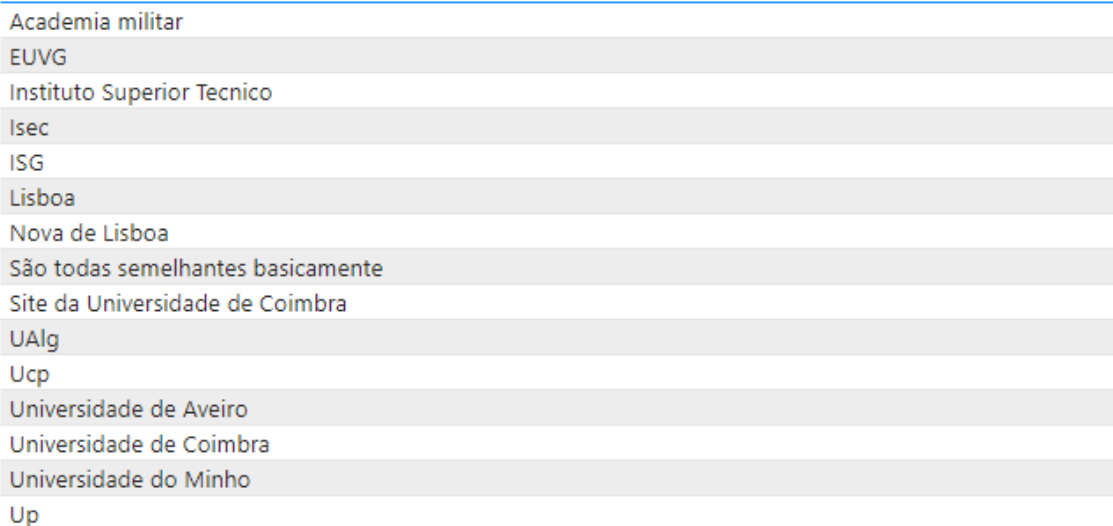 Academia militar
EUVG
Instituto Superior Tecnico
Isec
ISG
Lisboa
Nova de Lisboa
São todas semelhantes basicamente
Site da Universidade de Coimbra
UAlg
Ucp
Universidade de Aveiro
Universidade de Coimbra
Universidade do Minho
Up